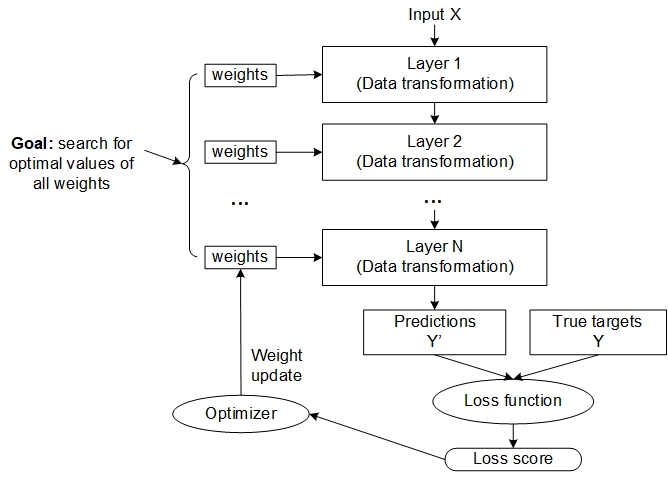 Input X
Layer 1
(Data transformation)
weights
Layer 2
(Data transformation)
weights
Goal: search for
optimal values of
all weights
...
...
Layer N
(Data transformation)
weights
Predictions
Y’
True targets
Y
Weight
update
Loss function
Optimizer
Loss score